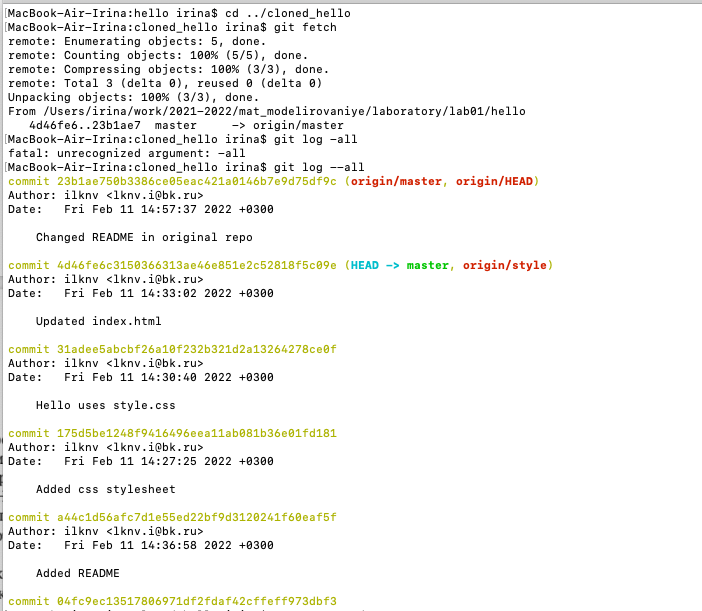 [MacBook-Air-Irina:hello irina$ cd ../cloned_hello
[MacBook-Air-Irina:cloned_hello irina$ git fetch
remote: Enumerating objects: 5, done.
remote: Counting objects: 100% (5/5), done.
remote: Compressing objects: 100% (3/3), done.
remote: Total 3 (delta 0), reused 0 (delta 0)
Unpacking objects: 100% (3/3), done.
From /Users/irina/work/2021-2022/mat_modelirovaniye/laboratory/lab01/hello
   4d46fe6..23b1ae7  master     -> origin/master
[MacBook-Air-Irina:cloned_hello irina$ git log -all
fatal: unrecognized argument: -all
[MacBook-Air-Irina:cloned_hello irina$ git log --all
commit 23b1ae750b3386ce05eac421a0146b7e9d75df9c (origin/master, origin/HEAD)
Author: ilknv <lknv.i@bk.ru>
Date:   Fri Feb 11 14:57:37 2022 +0300
    Changed README in original repo
commit 4d46fe6c3150366313ae46e851e2c52818f5c09e (HEAD -> master, origin/style)
Author: ilknv <lknv.i@bk.ru>
Date:   Fri Feb 11 14:33:02 2022 +0300
    Updated index.html
commit 31adee5abcbf26a10f232b321d2a13264278ce0f
Author: ilknv <lknv.i@bk.ru>
Date:   Fri Feb 11 14:30:40 2022 +0300
    Hello uses style.css
commit 175d5be1248f9416496eea11ab081b36e01fd181
Author: ilknv <lknv.i@bk.ru>
Date:   Fri Feb 11 14:27:25 2022 +0300
    Added css stylesheet
commit a44c1d56afc7d1e55ed22bf9d3120241f60eaf5f
Author: ilknv <lknv.i@bk.ru>
Date:   Fri Feb 11 14:36:58 2022 +0300
    Added README
commit 04fc9ec13517806971df2fdaf42cffeff973dbf3